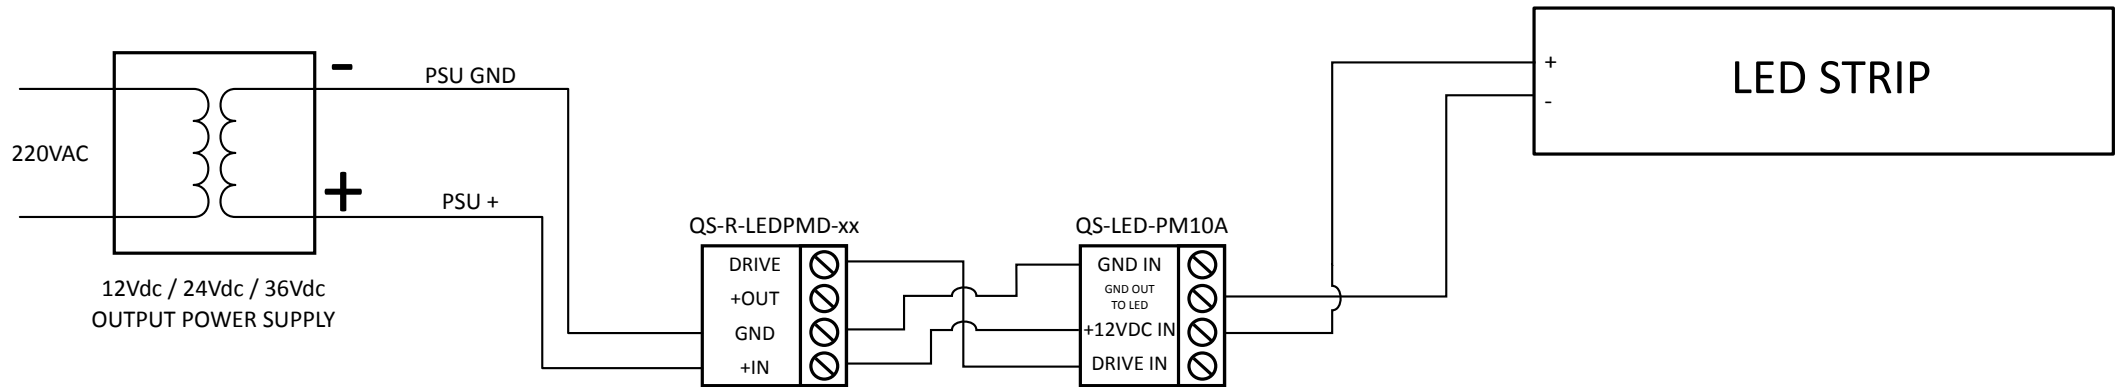 220VAC
-
+
PSU GND
PSU +
12Vdc / 24Vdc / 36Vdc
OUTPUT POWER SUPPLY
QS-R-LEDPMD-xx
DRIVE
+OUT
GND
+IN
QS-LED-PM10A
GND IN
GND OUT
TO LED
+12VDC IN
DRIVE IN
+
-
LED STRIP